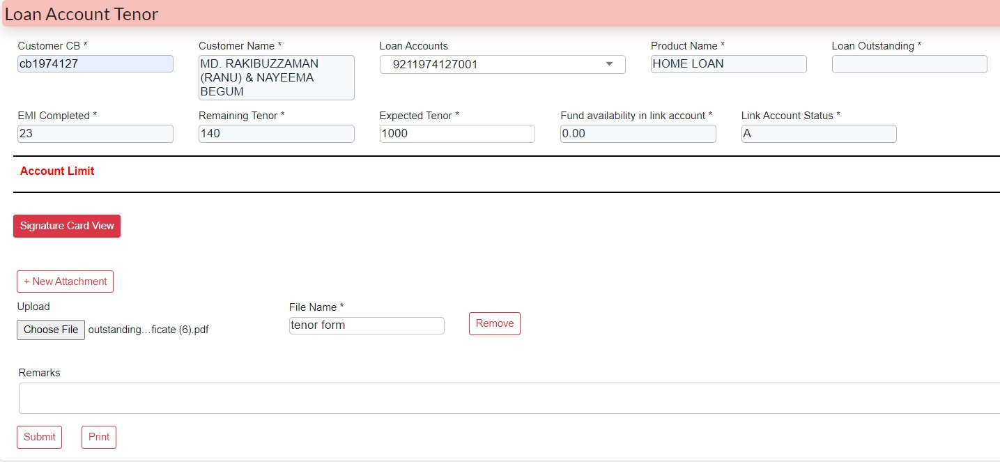 Loan Account Tenor
Customer CB *
Customer Name *
Loan Accounts
Product Name *
Loan Outstanding *
cb1974127
MD. RAKIBUZZAMAN
(RANU) & NAYEEMA
BEGUM
9211974127001
HOME LOAN
EMI Completed *
Remaining Tenor *
Expected Tenor *
Fund availability in link account *
Link Account Status *
23
140
1000
0.00
A
Account Limit
Signature Card View
+ New Attachment
Upload
File Name *
Choose File
outstanding...ficate (6).pdf
tenor form
Remove
Remarks
Submit
Print